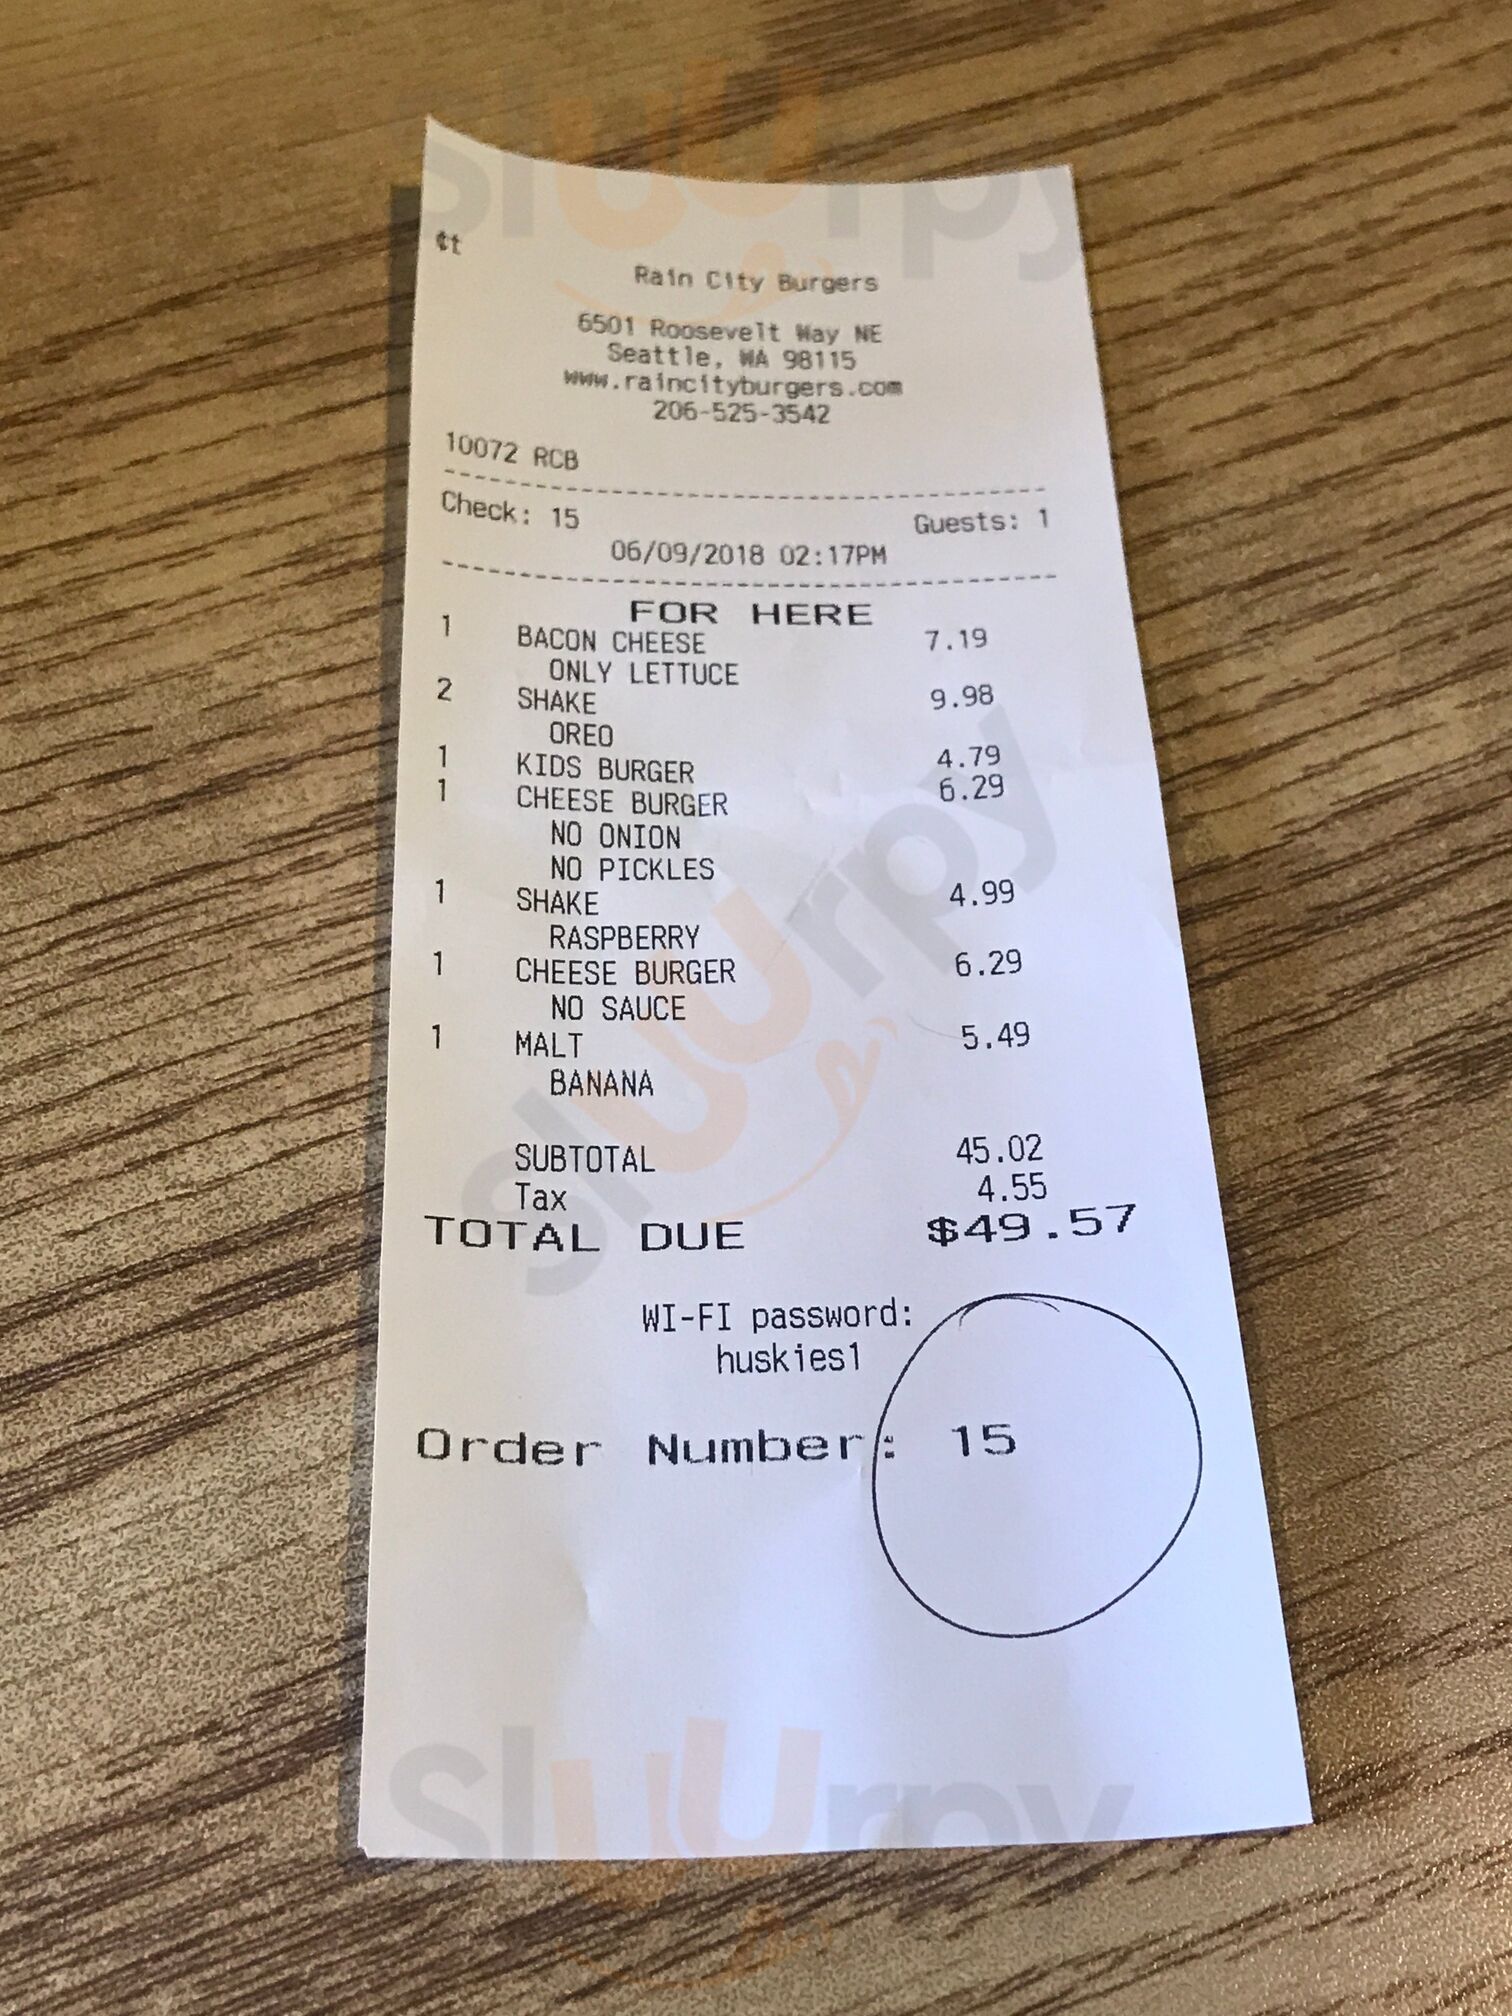 ¢t
Rain City Burgers
6501 Roosevelt Way NE
Seattle, WA 98115
www.raincityburgers.com
206-525-3542
10072 RCB
Check: 15 Guests: 1
06/09/2018 02:17PM
FOR HERE
1 BACON CHEESE 7.19
ONLY LETTUCE
2 SHAKE 9.98
OREO
1 KIDS BURGER 4.79
1 CHEESE BURGER 6.29
NO ONION
NO PICKLES
1 SHAKE 4.99
RASPBERRY
1 CHEESE BURGER 6.29
NO SAUCE
1 MALT 5.49
BANANA
SUBTOTAL 45.02
Tax 4.55
TOTAL DUE $49.57
WI-FI password:
huskies1
Order Number: 15
sluurpy
sluurpy
sluurpy